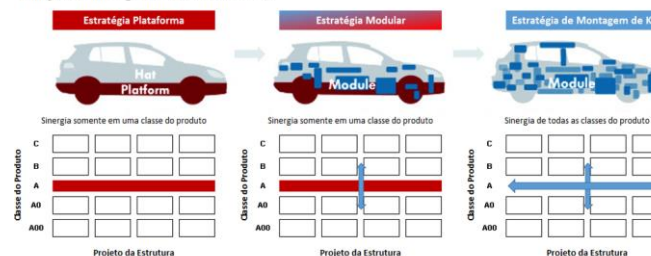 Estratégia Plataforma
Estratégia Modular
Estratégia de Montagem de K
Hat
Platform
Module
Module
Sinergia somente em uma classe do produto
Sinergia somente em uma classe do produto
Sinergia de todas as classes do produto
Classe do Produto
C
B
A
A0
A00
Projeto da Estrutura
Classe do Produto
C
B
A
A0
A00
Projeto da Estrutura
Classe do Produto
C
B
A
A0
A00
Projeto da Estrutura